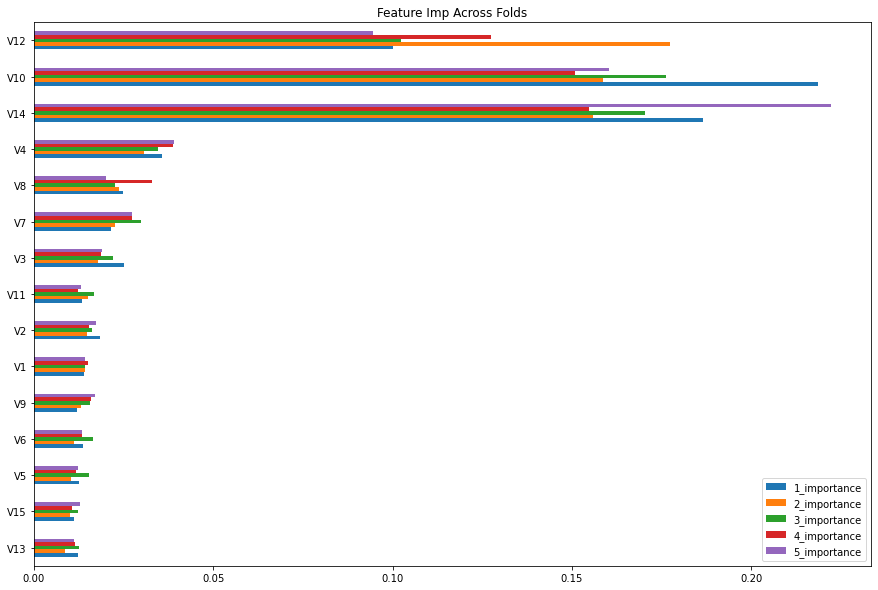 Feature Imp Across Folds
V12
V10
V14
V4
V8
V7
V3
V11
V2
V1
V9
V6
V5
V15
V13
1_importance
2_importance
3_importance
4_importance
5_importance
0.00 0.05 0.10 0.15 0.20